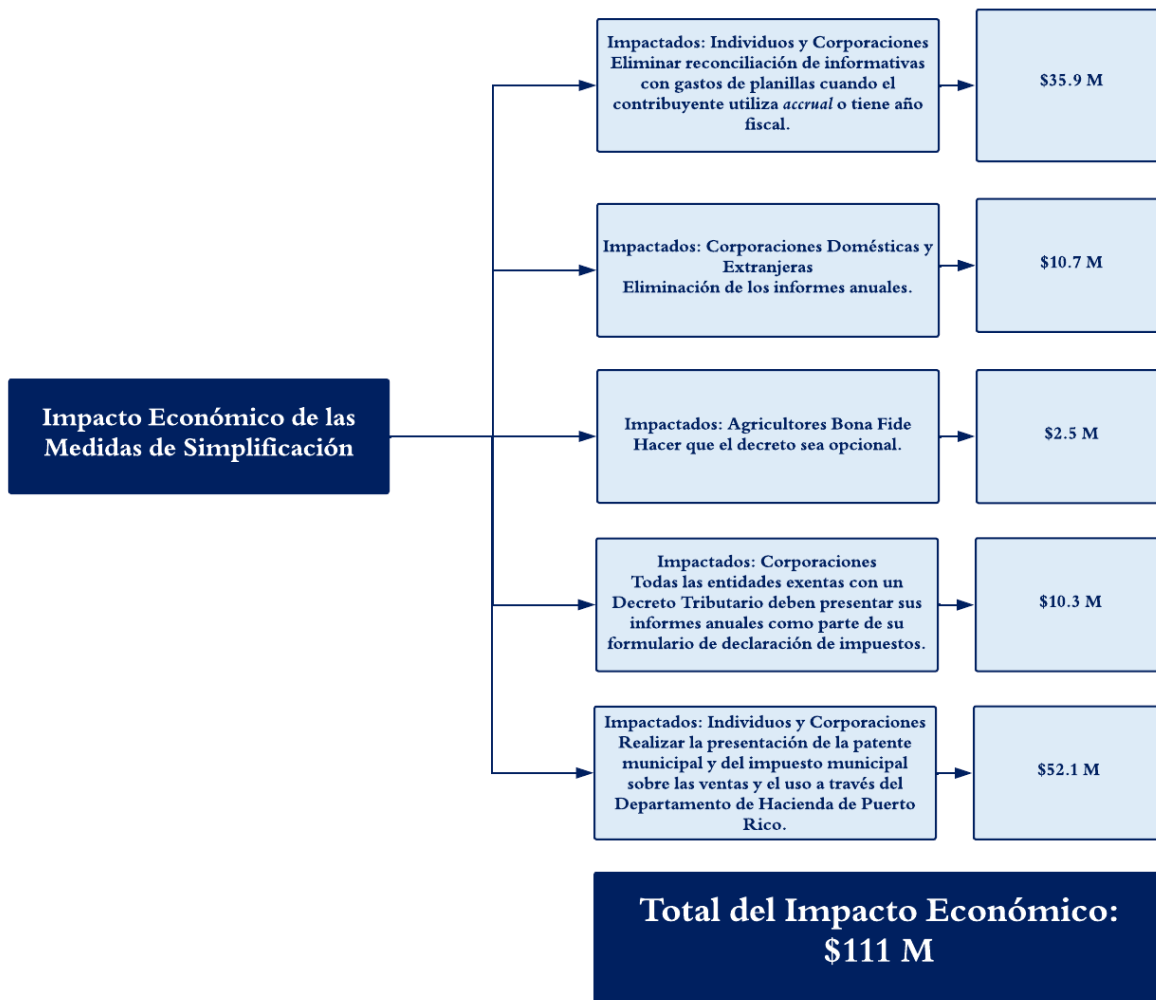 Impactados: Individuos y Corporaciones
Eliminar reconciliación de informativas
con gastos de planillas cuando el
contribuyente utiliza accrual o tiene año
fiscal.
$35.9 M
Impactados: Corporaciones Domésticas y
Extranjeras
Eliminación de los informes anuales.
$10.7 M
Impacto Económico de las
Medidas de Simplificación
Impactados: Agricultores Bona Fide
Hacer que el decreto sea opcional.
$2.5 M
Impactados: Corporaciones
Todas las entidades exentas con un
Decreto Tributario deben presentar sus
informes anuales como parte de su
formulario de declaración de impuestos.
$10.3 M
Impactados: Individuos y Corporaciones
Realizar la presentación de la patente
municipal y del impuesto municipal
sobre las ventas y el uso a través del
Departamento de Hacienda de Puerto
Rico.
$52.1 M
Total del Impacto Económico:
$111 M